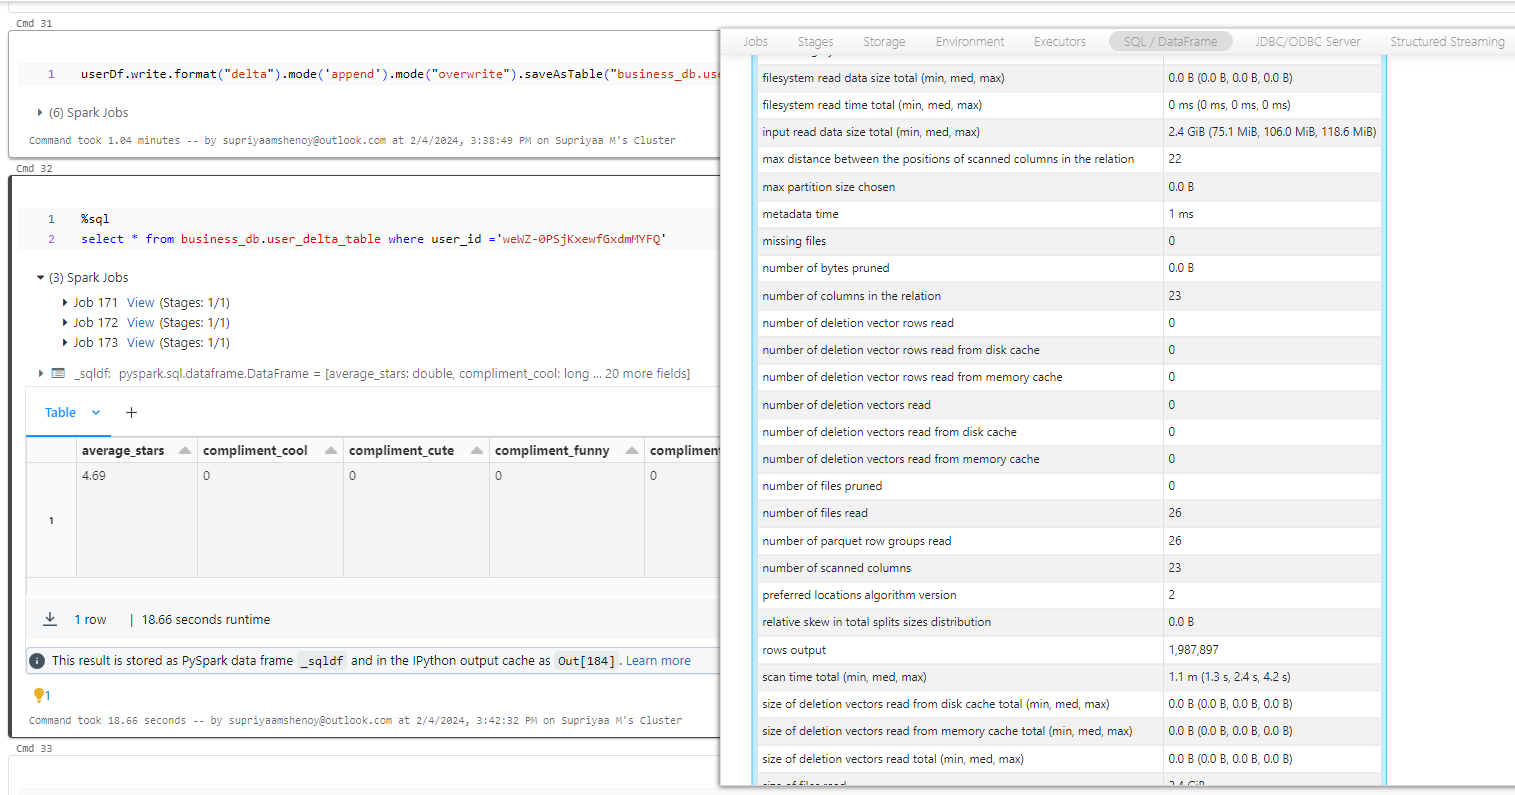 Cmd 31
1 userDf.write.format("delta").mode('append').mode("overwrite").saveAsTable("business_db.use
(6) Spark Jobs
Command took 1.04 minutes -- by supriyaamshenoy@outlook.com at 2/4/2024, 3:38:49 PM on Supriyaa M's Cluster
Cmd 32
1 %sql
2 select * from business_db.user_delta_table where user_id ='weWZ-0PSjKxewfGxdmMYFQ'
(3) Spark Jobs
Job 171 View (Stages: 1/1)
Job 172 View (Stages: 1/1)
Job 173 View (Stages: 1/1)
_sqldf: pyspark.sql.dataframe.DataFrame = [average_stars: double, compliment_cool: long ... 20 more fields]
Table +
average_stars compliment_cool compliment_cute compliment_funny compliment
1 4.69 0 0 0 0
1 row | 18.66 seconds runtime
This result is stored as PySpark data frame _sqldf and in the IPython output cache as Out[184] . Learn more
1
Command took 18.66 seconds -- by supriyaamshenoy@outlook.com at 2/4/2024, 3:42:32 PM on Supriyaa M's Cluster
Cmd 33
Jobs Stages Storage Environment Executors SQL / DataFrame JDBC/ODBC Server Structured Streaming
filesystem read data size total (min, med, max) 0.0 B (0.0 B, 0.0 B, 0.0 B)
filesystem read time total (min, med, max) 0 ms (0 ms, 0 ms, 0 ms)
input read data size total (min, med, max) 2.4 GiB (75.1 MiB, 106.0 MiB, 118.6 MiB)
max distance between the positions of scanned columns in the relation 22
max partition size chosen 0.0 B
metadata time 1 ms
missing files 0
number of bytes pruned 0.0 B
number of columns in the relation 23
number of deletion vector rows read 0
number of deletion vector rows read from disk cache 0
number of deletion vector rows read from memory cache 0
number of deletion vectors read 0
number of deletion vectors read from disk cache 0
number of deletion vectors read from memory cache 0
number of files pruned 0
number of files read 26
number of parquet row groups read 26
number of scanned columns 23
preferred locations algorithm version 2
relative skew in total splits sizes distribution 0.0 B
rows output 1,987,897
scan time total (min, med, max) 1.1 m (1.3 s, 2.4 s, 4.2 s)
size of deletion vectors read from disk cache total (min, med, max) 0.0 B (0.0 B, 0.0 B, 0.0 B)
size of deletion vectors read from memory cache total (min, med, max) 0.0 B (0.0 B, 0.0 B, 0.0 B)
size of deletion vectors read total (min, med, max) 0.0 B (0.0 B, 0.0 B, 0.0 B)
size of files read 2.4 GiB